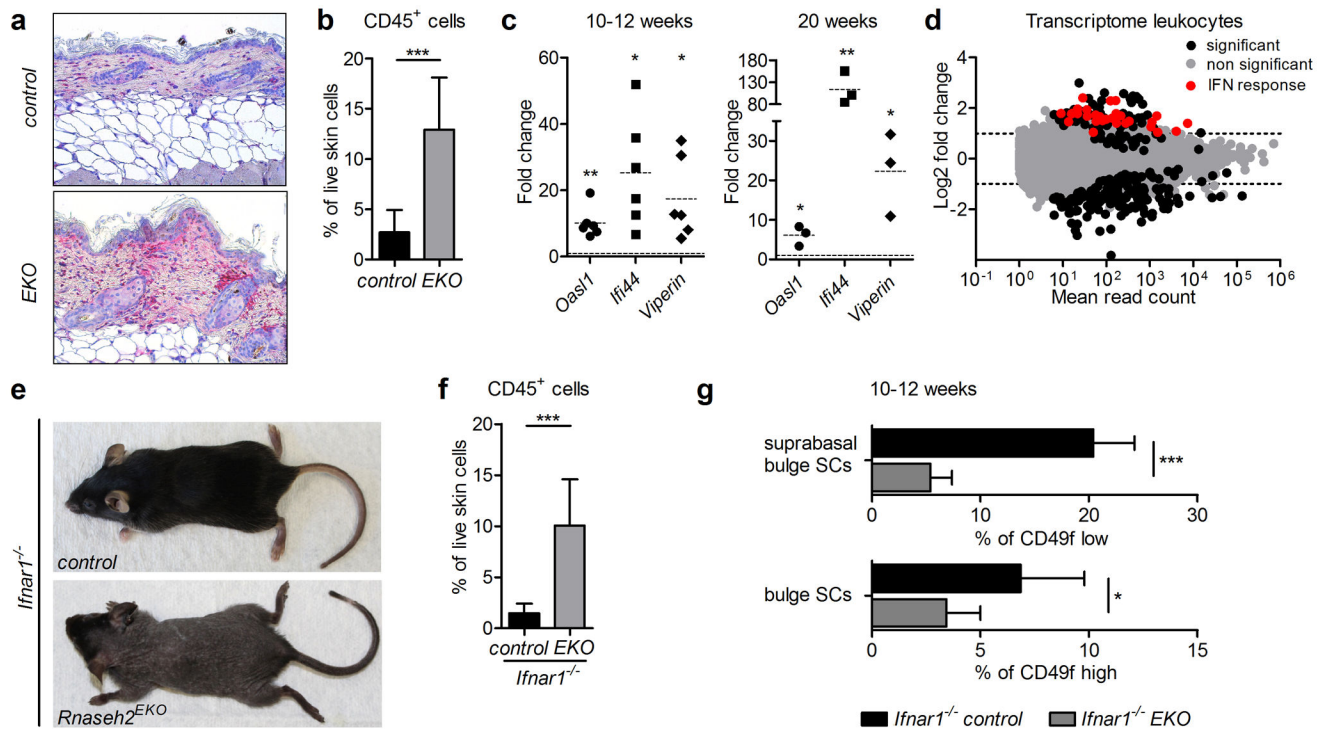 a
control
EKO
b
CD45+ cells
***
% of live skin cells
20
15
10
5
0
control EKO
c
10-12 weeks
Fold change
60
40
20
10
0
**
*
*
Oasl1
Ifi44
Viperin
20 weeks
Fold change
180
130
80
30
20
10
0
*
**
*
Oasl1
Ifi44
Viperin
d
Transcriptome leukocytes
significant
non significant
IFN response
Log2 fold change
4
2
0
-2
10-1 100 101 102 103 104 105 106
Mean read count
e
Ifnar1-/-
control
Rnaseh2EKO
f
CD45+ cells
***
% of live skin cells
20
15
10
5
0
control EKO
Ifnar1-/-
g
10-12 weeks
suprabasal
bulge SCs
***
0 10 20 30
% of CD49f low
bulge SCs
*
0 5 10 15
% of CD49f high
Ifnar1-/- control
Ifnar1-/- EKO